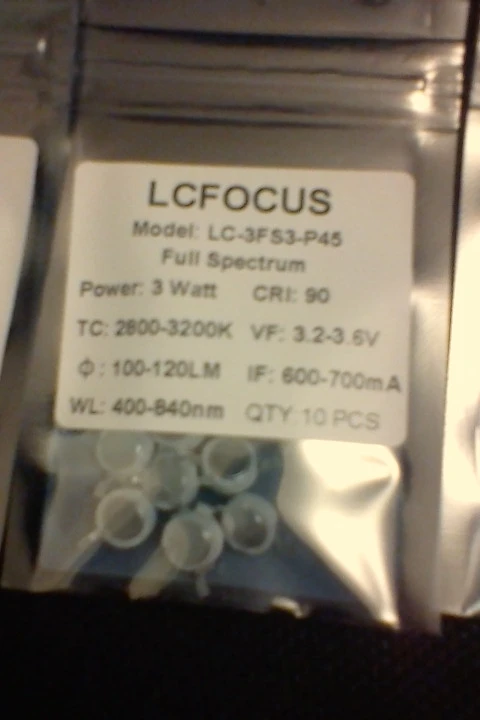 LCFOCUS
Model: LC-3FS3-P45
Full Spectrum
Power: 3 Watt CRI: 90
TC: 2800-3200K VF: 3.2-3.6V
ϕ: 100-120LM IF: 600-700mA
WL: 400-840nm QTY: 10 PCS